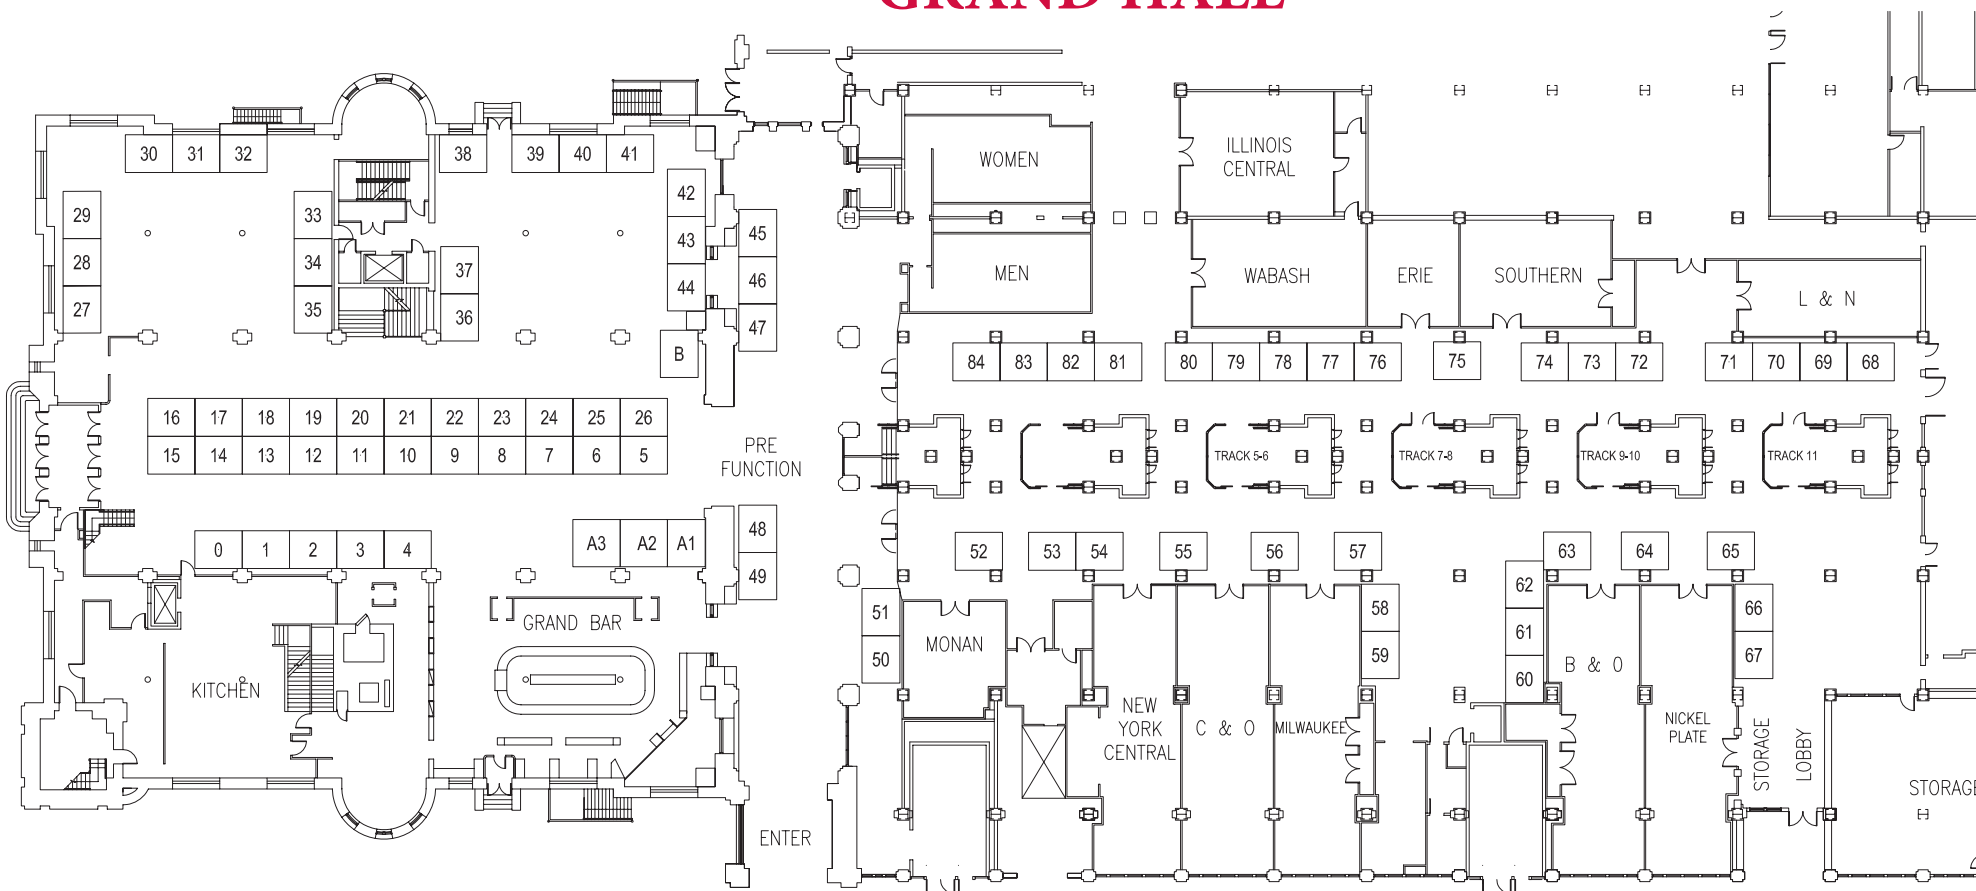 GRAND HALL
30 31 32 38 39 40 41
WOMEN
ILLINOIS
CENTRAL
29 33 42
28 34 37 43 45
27 35 36 44 46
47
B
MEN
WABASH
ERIE
SOUTHERN
L & N
84 83 82 81 80 79 78 77 76 75 74 73 72 71 70 69 68
16 17 18 19 20 21 22 23 24 25 26
15 14 13 12 11 10 9 8 7 6 5
PRE
FUNCTION
TRACK 5-6
TRACK 7-8
TRACK 9-10
TRACK 11
0 1 2 3 4
A3 A2 A1
48
49
52 53 54 55 56 57 63 64 65
62
61
60
51
50
58
59
66
67
GRAND BAR
KITCHEN
MONAN
NEW
YORK
CENTRAL
C & O
MILWAUKEE
B & O
NICKEL
PLATE
STORAGE
LOBBY
STORAGE
ENTER